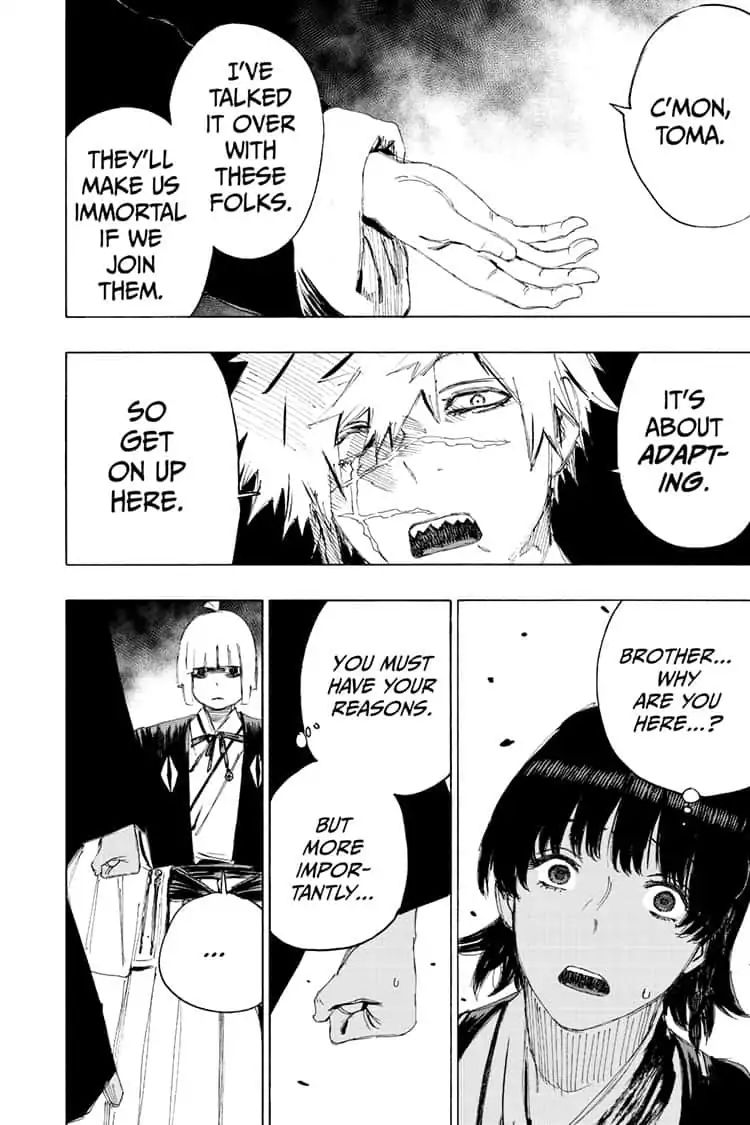 C'MON,
TOMA.
I'VE
TALKED
IT OVER
WITH
THESE
FOLKS.
THEY'LL
MAKE US
IMMORTAL
IF WE
JOIN
THEM.
IT'S
ABOUT
ADAPT-
ING.
SO
GET
ON UP
HERE.
BROTHER...
WHY
ARE YOU
HERE...?
YOU MUST
HAVE YOUR
REASONS.
BUT
MORE
IMPOR-
TANTLY...
...